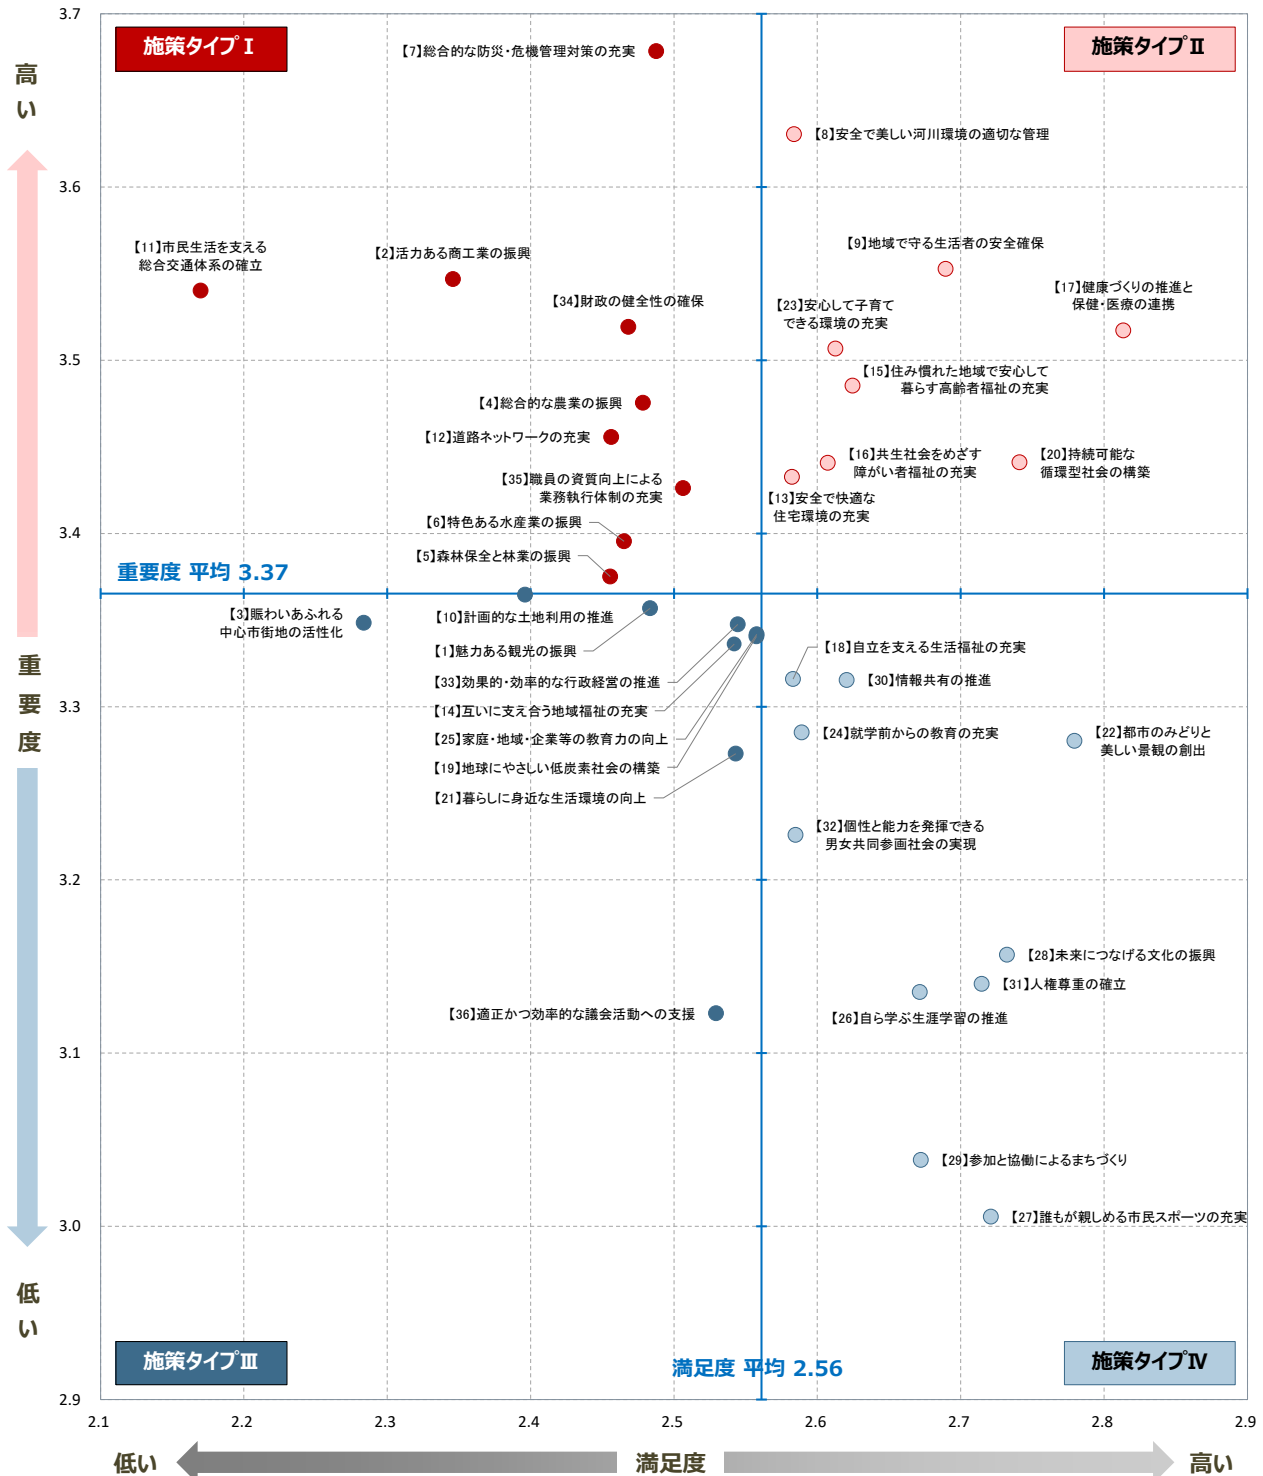 3.7
施策タイプⅠ
施策タイプⅡ
【7】総合的な防災・危機管理対策の充実
高い
【8】安全で美しい河川環境の適切な管理
3.6
【11】市民生活を支える
総合交通体系の確立
【2】活力ある商工業の振興
【9】地域で守る生活者の安全確保
【34】財政の健全性の確保
【17】健康づくりの推進と
保健・医療の連携
【23】安心して子育て
できる環境の充実
3.5
【15】住み慣れた地域で安心して
暮らす高齢者福祉の充実
【4】総合的な農業の振興
【12】道路ネットワークの充実
【35】職員の資質向上による
業務執行体制の充実
【16】共生社会をめざす
障がい者福祉の充実
【20】持続可能な
循環型社会の構築
【13】安全で快適な
住宅環境の充実
【6】特色ある水産業の振興
3.4
【5】森林保全と林業の振興
重要度 平均 3.37
【3】賑わいあふれる
中心市街地の活性化
【10】計画的な土地利用の推進
【1】魅力ある観光の振興
【33】効果的・効率的な行政経営の推進
【14】互いに支え合う地域福祉の充実
【25】家庭・地域・企業等の教育力の向上
【19】地球にやさしい低炭素社会の構築
【21】暮らしに身近な生活環境の向上
【18】自立を支える生活福祉の充実
【30】情報共有の推進
重要度
3.3
【24】就学前からの教育の充実
【22】都市のみどりと
美しい景観の創出
【32】個性と能力を発揮できる
男女共同参画社会の実現
3.2
【28】未来につなげる文化の振興
【31】人権尊重の確立
【26】自ら学ぶ生涯学習の推進
【36】適正かつ効率的な議会活動への支援
3.1
【29】参加と協働によるまちづくり
【27】誰もが親しめる市民スポーツの充実
3.0
低い
施策タイプⅢ
満足度 平均 2.56
施策タイプⅣ
2.9
2.1 2.2 2.3 2.4 2.5 2.6 2.7 2.8 2.9
低い 満足度 高い